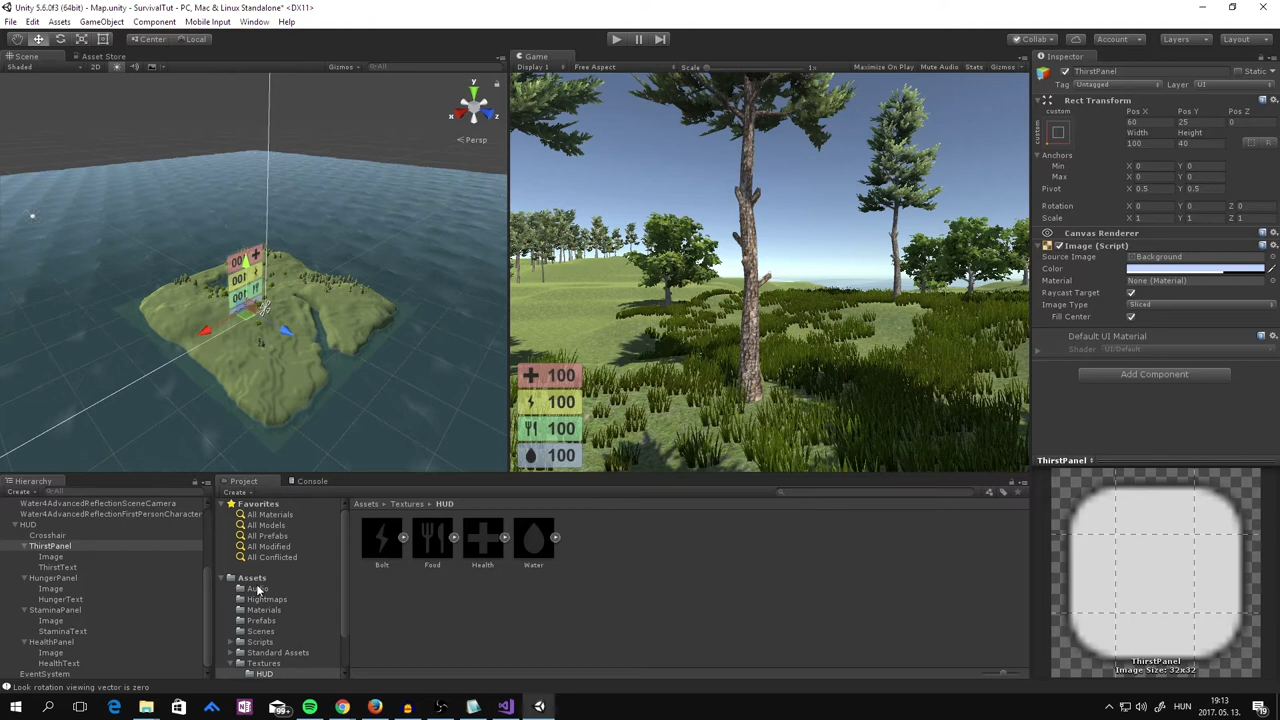 Unity 5.6.0f3 (64bit) - Map.unity - SurvivalTut - PC, Mac & Linux Standalone* <DX11>
File Edit Assets GameObject Component Mobile Input Window Help
Center Local Collab Account Layers Layout
Scene Asset Store Game Inspector
Shaded 2D Gizmos All Display 1 Free Aspect Scale 1x Maximize On Play Mute Audio Stats Gizmos
ThirstPanel Static
Tag Untagged Layer UI
Rect Transform
custom Pos X Pos Y Pos Z
custom 60 25 0
Width Height
100 40
R
Anchors
Min X 0 Y 0
Max X 0 Y 0
Pivot X 0.5 Y 0.5
Rotation X 0 Y 0 Z 0
Scale X 1 Y 1 Z 1
Canvas Renderer
Image (Script)
Source Image Background
Color
Material None (Material)
Raycast Target
Image Type Sliced
Fill Center
Default UI Material
Shader UI/Default
Add Component
y
x z
Persp
100
100
100
100
Hierarchy
Create All
Water4AdvancedReflectionSceneCamera
Water4AdvancedReflectionFirstPersonCharacter
HUD
Crosshair
ThirstPanel
Image
ThirstText
HungerPanel
Image
HungerText
StaminaPanel
Image
StaminaText
HealthPanel
Image
HealthText
EventSystem
Look rotation viewing vector is zero
Project Console
Create
Favorites
All Materials
All Models
All Prefabs
All Modified
All Conflicted
Assets
Audio
Hightmaps
Materials
Prefabs
Scenes
Scripts
Standard Assets
Textures
HUD
Assets Textures HUD
Bolt Food Health Water
ThirstPanel
ThirstPanel
Image Size: 32x32
99+
HUN
19:13
2017. 05. 13.
19